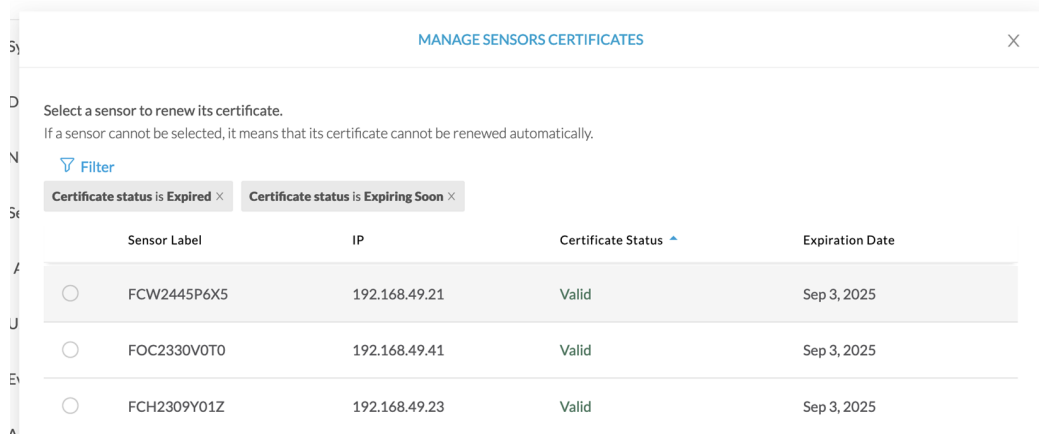 MANAGE SENSORS CERTIFICATES
Select a sensor to renew its certificate.
If a sensor cannot be selected, it means that its certificate cannot be renewed automatically.
Filter
Certificate status is Expired × Certificate status is Expiring Soon ×
Sensor Label IP Certificate Status Expiration Date
FCW2445P6X5 192.168.49.21 Valid Sep 3, 2025
FOC2330V0T0 192.168.49.41 Valid Sep 3, 2025
FCH2309Y01Z 192.168.49.23 Valid Sep 3, 2025